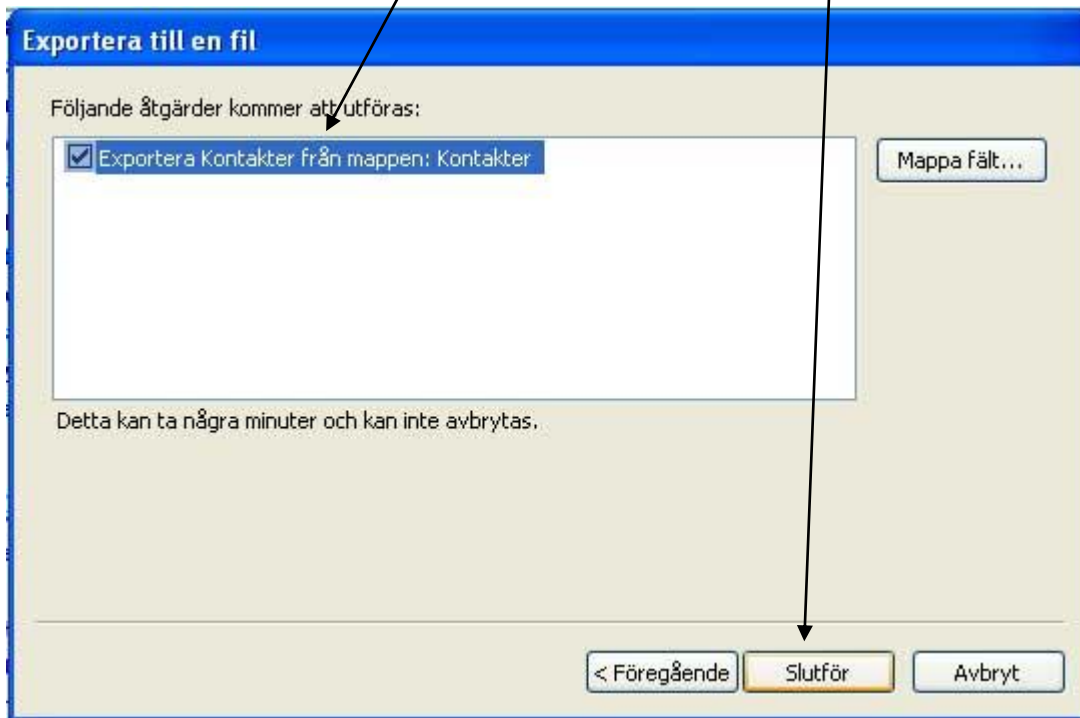 Exportera till en fil
Följande åtgärder kommer att utföras:
Exportera Kontakter från mappen: Kontakter
Mappa fält...
Detta kan ta några minuter och kan inte avbrytas.
< Föregående
Slutför
Avbryt